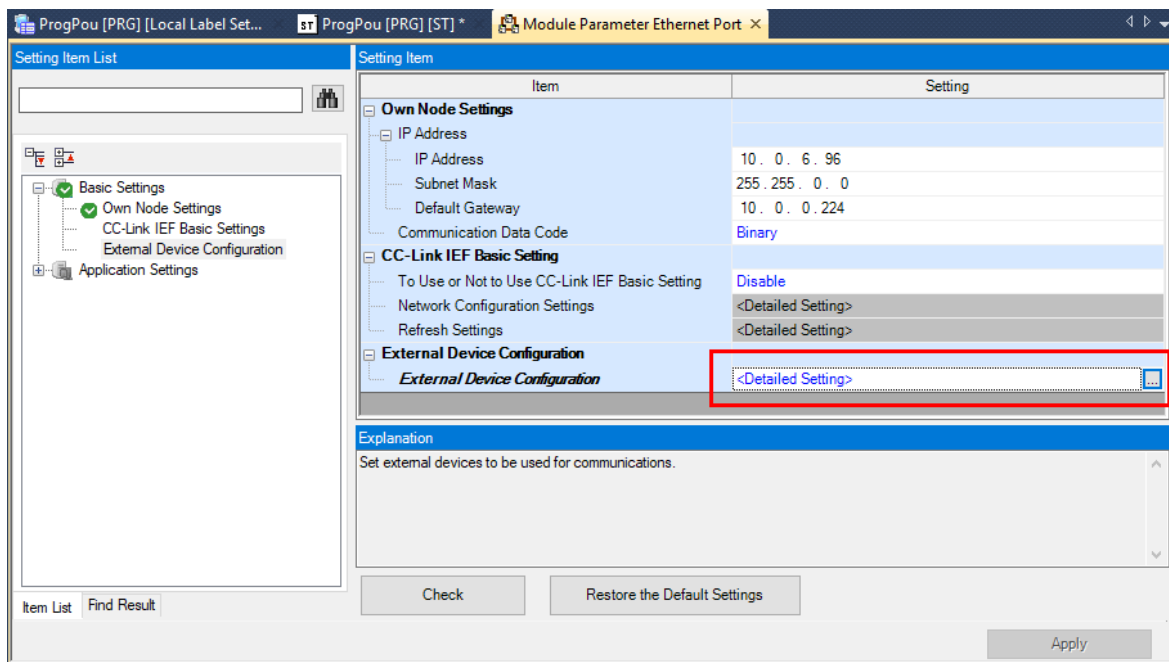 ProgPou [PRG] [Local Label Set...
ST ProgPou [PRG] [ST] *
Module Parameter Ethernet Port
Setting Item List
Basic Settings
Own Node Settings
CC-Link IEF Basic Settings
External Device Configuration
Application Settings
Item List Find Result
Setting Item
Item Setting
Own Node Settings
IP Address
IP Address 10 . 0 . 6 . 96
Subnet Mask 255 . 255 . 0 . 0
Default Gateway 10 . 0 . 0 . 224
Communication Data Code Binary
CC-Link IEF Basic Setting
To Use or Not to Use CC-Link IEF Basic Setting Disable
Network Configuration Settings <Detailed Setting>
Refresh Settings <Detailed Setting>
External Device Configuration
External Device Configuration <Detailed Setting> ...
Explanation
Set external devices to be used for communications.
Check Restore the Default Settings
Apply